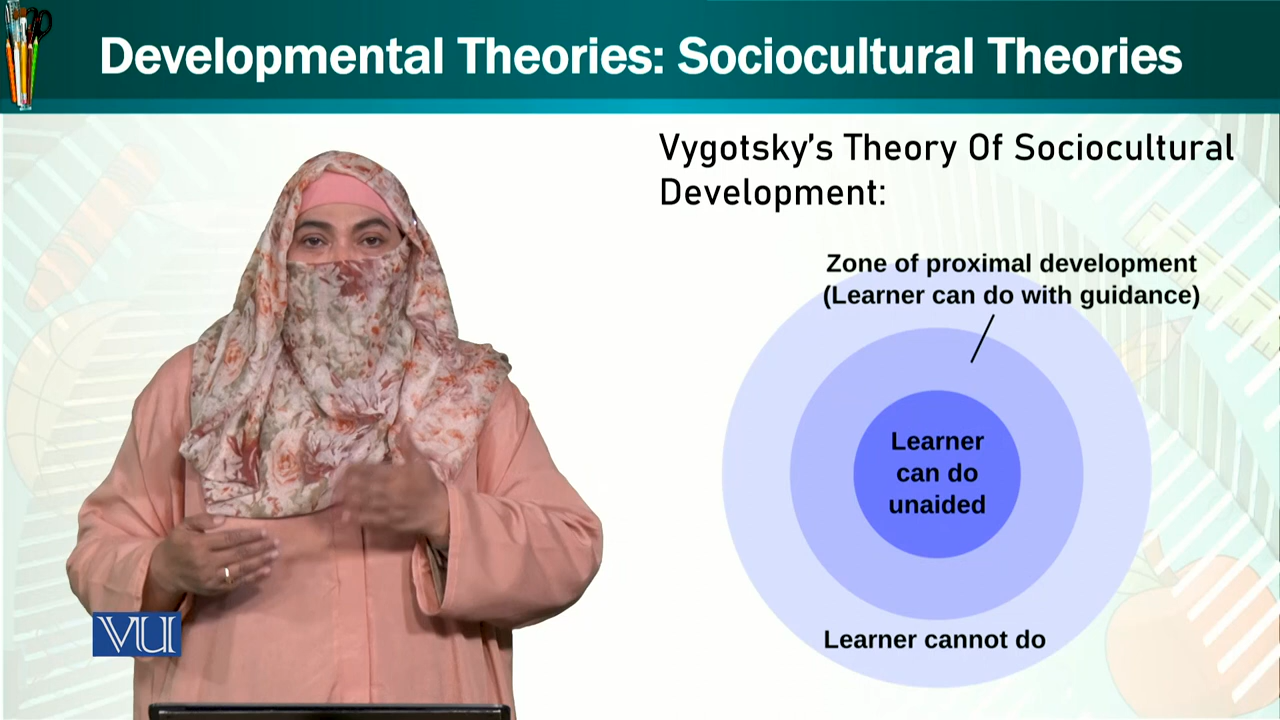 Developmental Theories: Sociocultural Theories
Vygotsky's Theory Of Sociocultural
Development:
Zone of proximal development
(Learner can do with guidance)
Learner
can do
unaided
Learner cannot do
VU